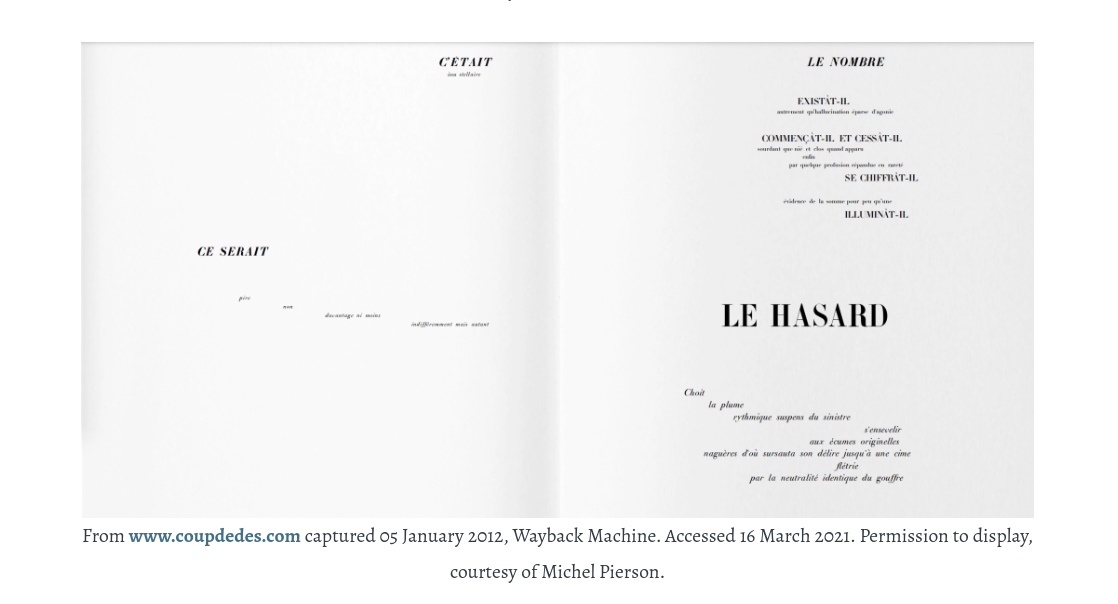 C'ETAIT
issu stellaire
CE SERAIT
pire
non
davantage ni moins
indifféremment mais autant
LE NOMBRE
EXISTÂT-IL
autrement qu'hallucination éparse d'agonie
COMMENÇÂT-IL ET CESSÂT-IL
sourdant que nié et clos quand apparu
enfin
par quelque profusion répandue en rareté
SE CHIFFRÂT-IL
évidence de la somme pour peu qu'une
ILLUMINÂT-IL
LE HASARD
Choit
la plume
rythmique suspens du sinistre
s'ensevelir
aux écumes originelles
naguères d'où sursauta son délire jusqu'à une cime
flétrie
par la neutralité identique du gouffre
From www.coupdedes.com captured 05 January 2012, Wayback Machine. Accessed 16 March 2021. Permission to display,
courtesy of Michel Pierson.